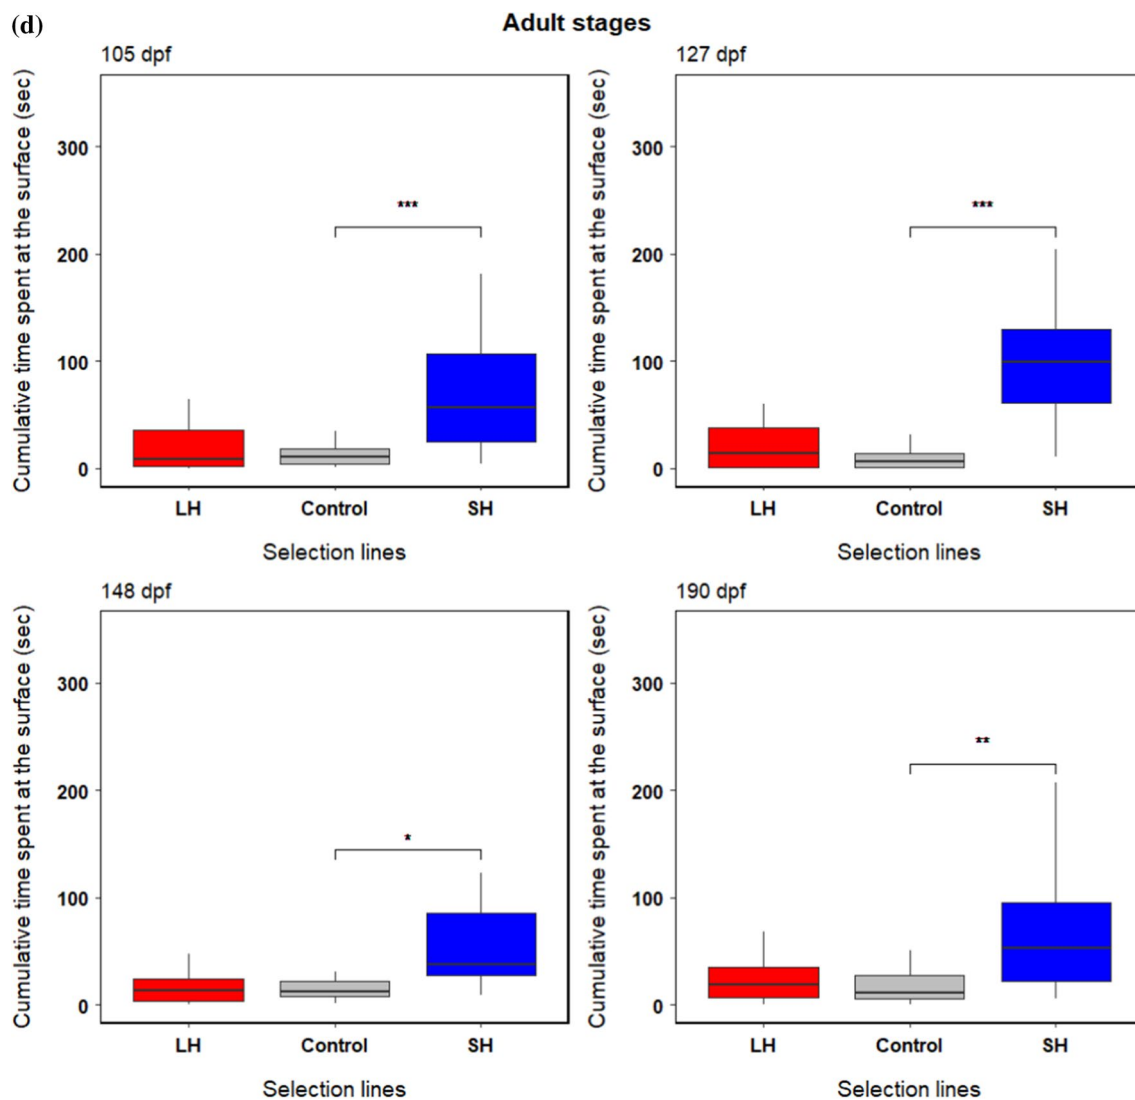 (d)
Adult stages
105 dpf
Cumulative time spent at the surface (sec)
300
200
100
0
***
LH Control SH
Selection lines
127 dpf
Cumulative time spent at the surface (sec)
300
200
100
0
***
LH Control SH
Selection lines
148 dpf
Cumulative time spent at the surface (sec)
300
200
100
0
*
LH Control SH
Selection lines
190 dpf
Cumulative time spent at the surface (sec)
300
200
100
0
**
LH Control SH
Selection lines